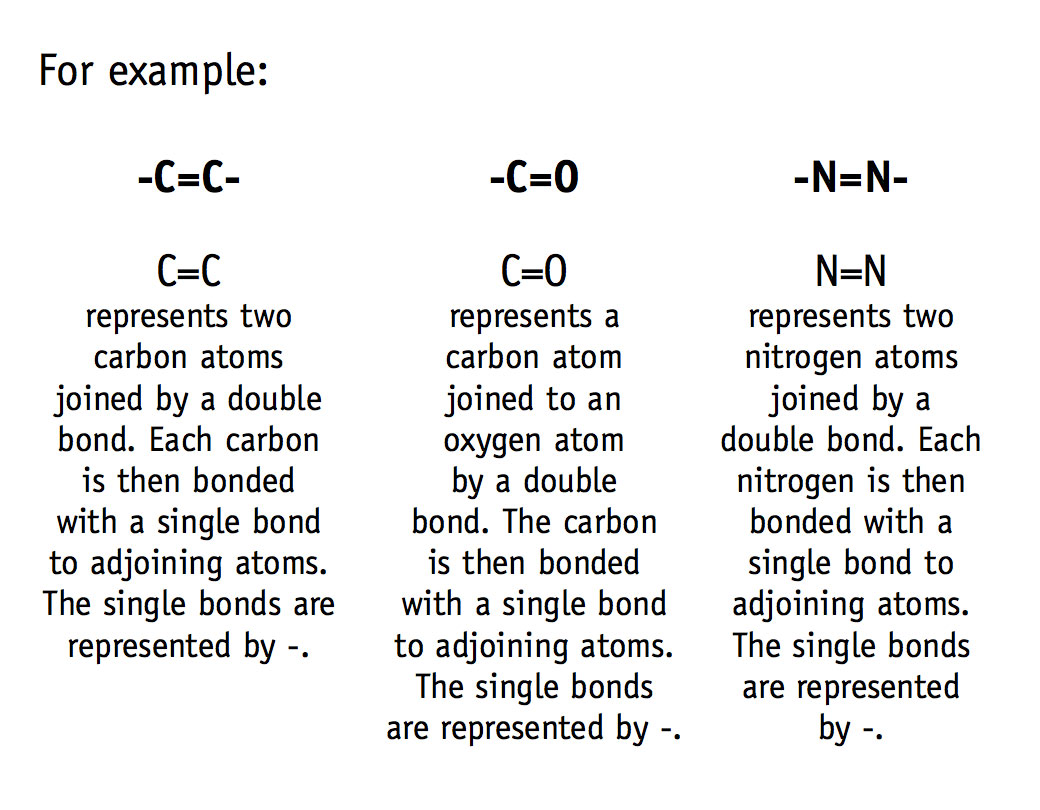 For example:
-C=C-
C=C
represents two
carbon atoms
joined by a double
bond. Each carbon
is then bonded
with a single bond
to adjoining atoms.
The single bonds are
represented by -.
-C=O
C=O
represents a
carbon atom
joined to an
oxygen atom
by a double
bond. The carbon
is then bonded
with a single bond
to adjoining atoms.
The single bonds
are represented by -.
-N=N-
N=N
represents two
nitrogen atoms
joined by a
double bond. Each
nitrogen is then
bonded with a
single bond to
adjoining atoms.
The single bonds
are represented
by -.